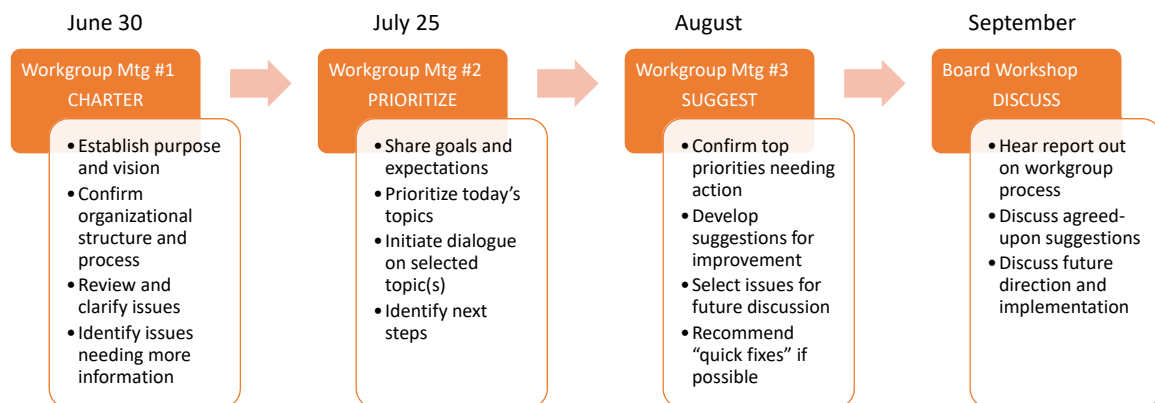 June 30
Workgroup Mtg #1
CHARTER
• Establish purpose
and vision
• Confirm
organizational
structure and
process
• Review and
clarify issues
• Identify issues
needing more
information
July 25
Workgroup Mtg #2
PRIORITIZE
• Share goals and
expectations
• Prioritize today’s
topics
• Initiate dialogue
on selected
topic(s)
• Identify next
steps
August
Workgroup Mtg #3
SUGGEST
• Confirm top
priorities needing
action
• Develop
suggestions for
improvement
• Select issues for
future discussion
• Recommend
“quick fixes” if
possible
September
Board Workshop
DISCUSS
• Hear report out
on workgroup
process
• Discuss agreed-
upon suggestions
• Discuss future
direction and
implementation